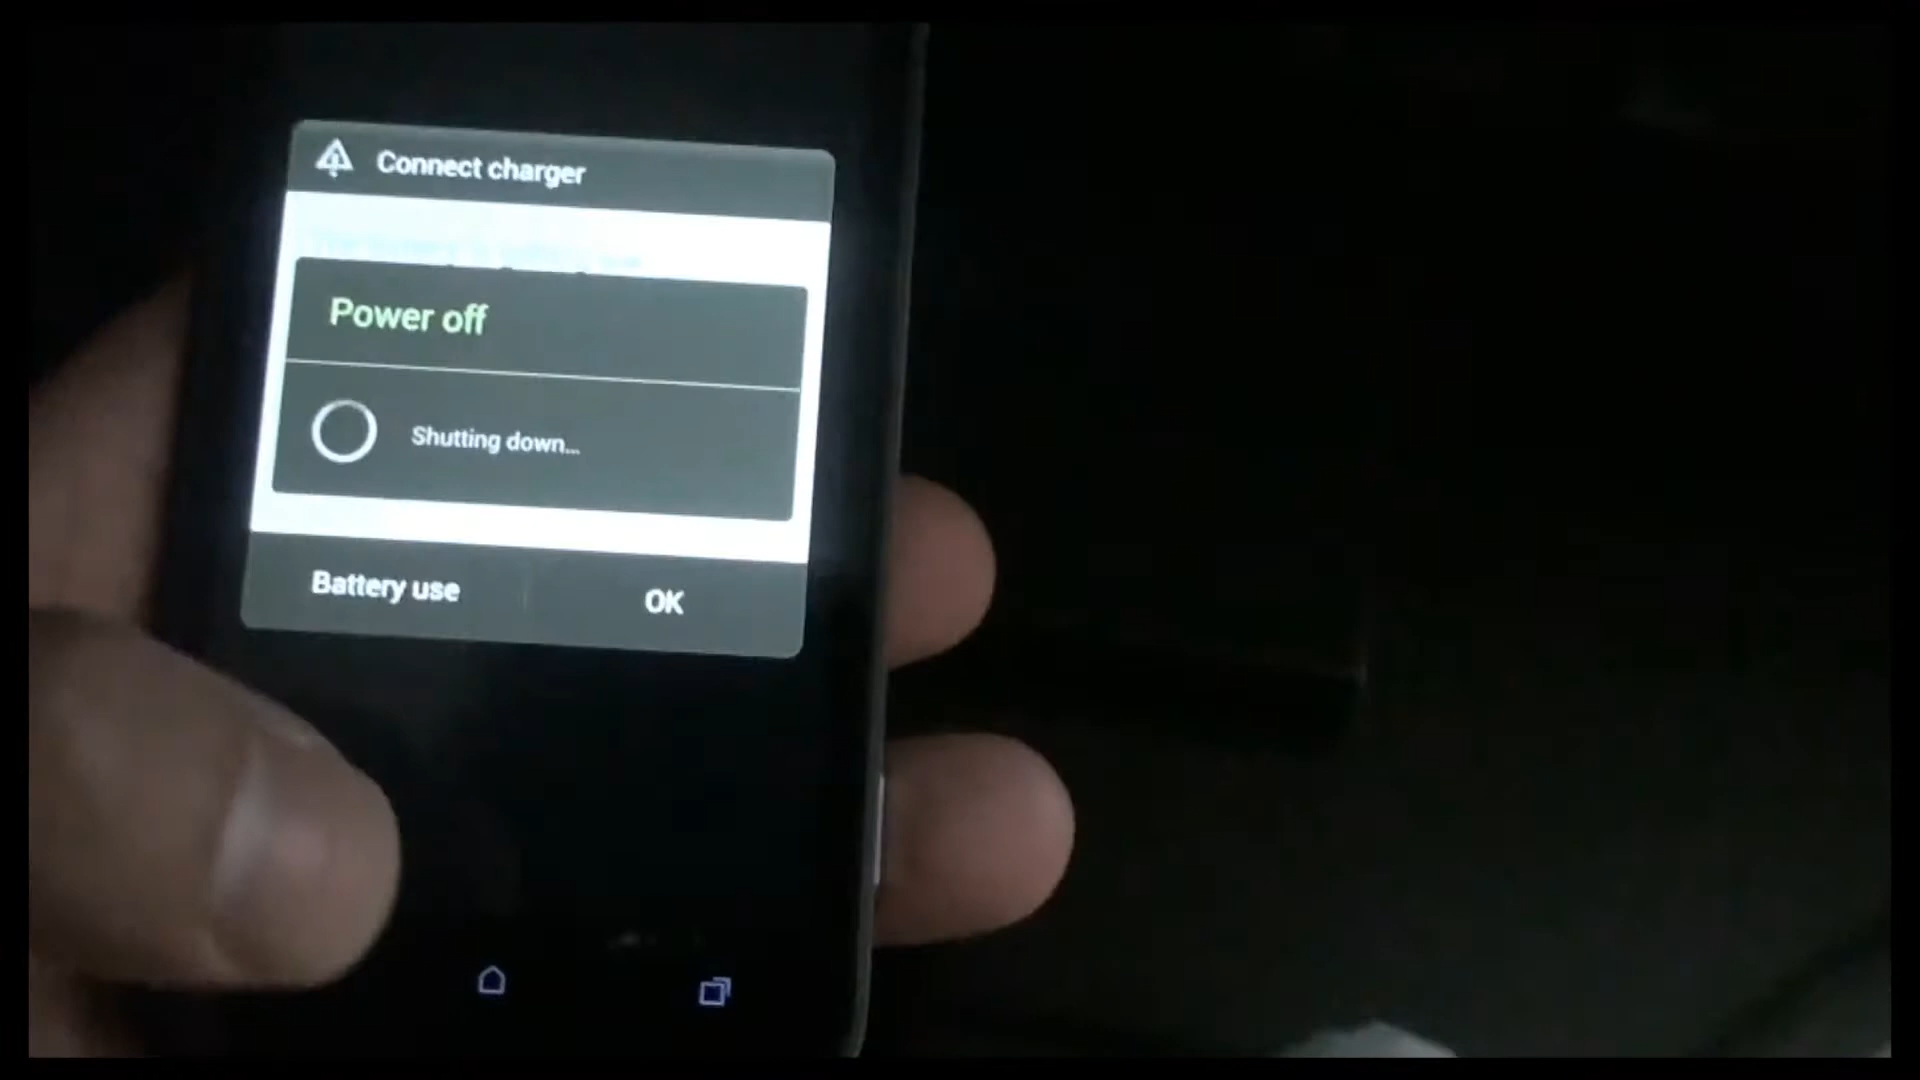 Connect charger
Power off
Shutting down...
Battery use
OK